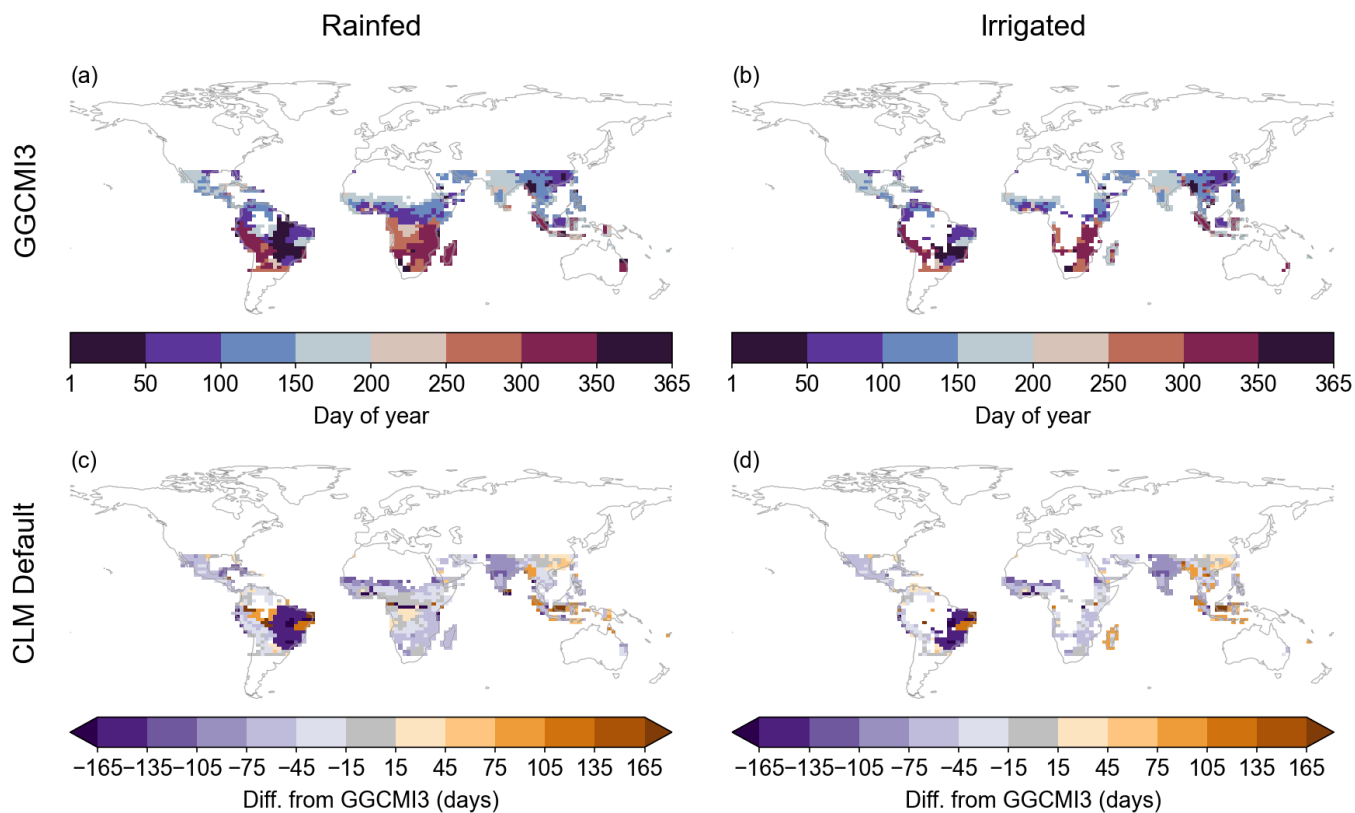 Rainfed
Irrigated
(a)
(b)
GGCMI3
1 50 100 150 200 250 300 350 365
Day of year
1 50 100 150 200 250 300 350 365
Day of year
(c)
(d)
CLM Default
−165 −135 −105 −75 −45 −15 15 45 75 105 135 165
Diff. from GGCMI3 (days)
−165 −135 −105 −75 −45 −15 15 45 75 105 135 165
Diff. from GGCMI3 (days)